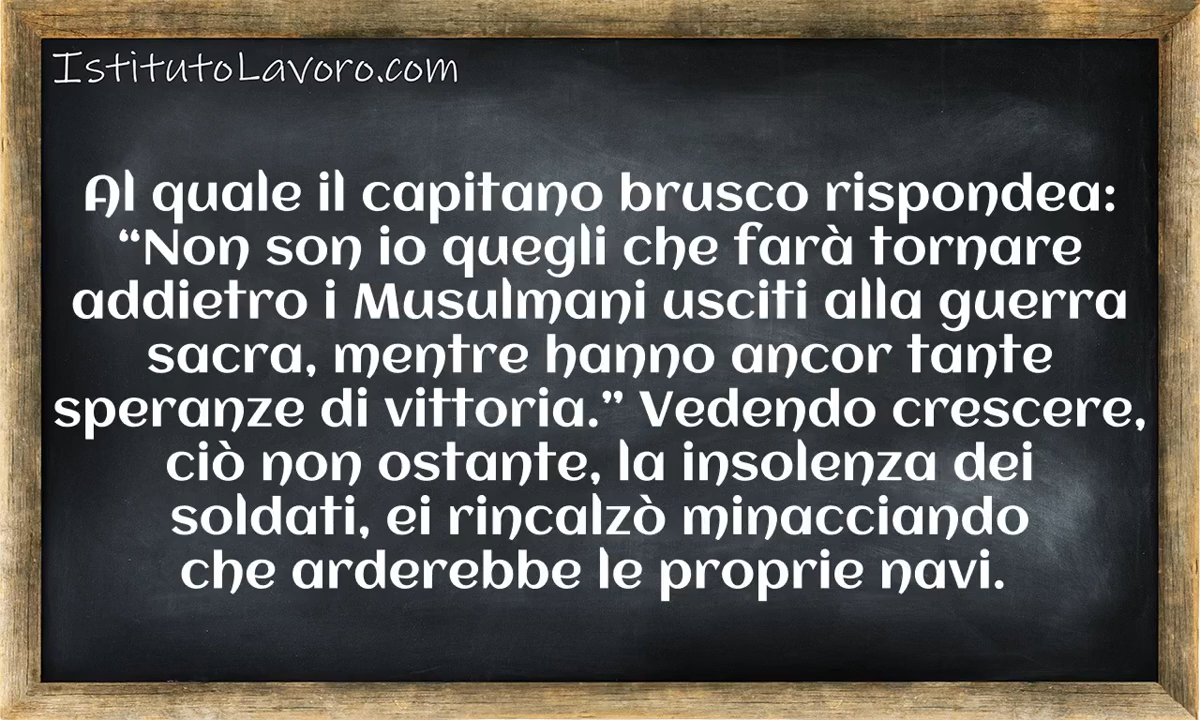 IstitutoLavoro.com
Al quale il capitano brusco rispondea:
“Non son io quegli che farà tornare
addietro i Musulmani usciti alla guerra
sacra, mentre hanno ancor tante
speranze di vittoria.” Vedendo crescere,
ciò non ostante, la insolenza dei
soldati, ei rincalzò minacciando
che arderebbe le proprie navi.